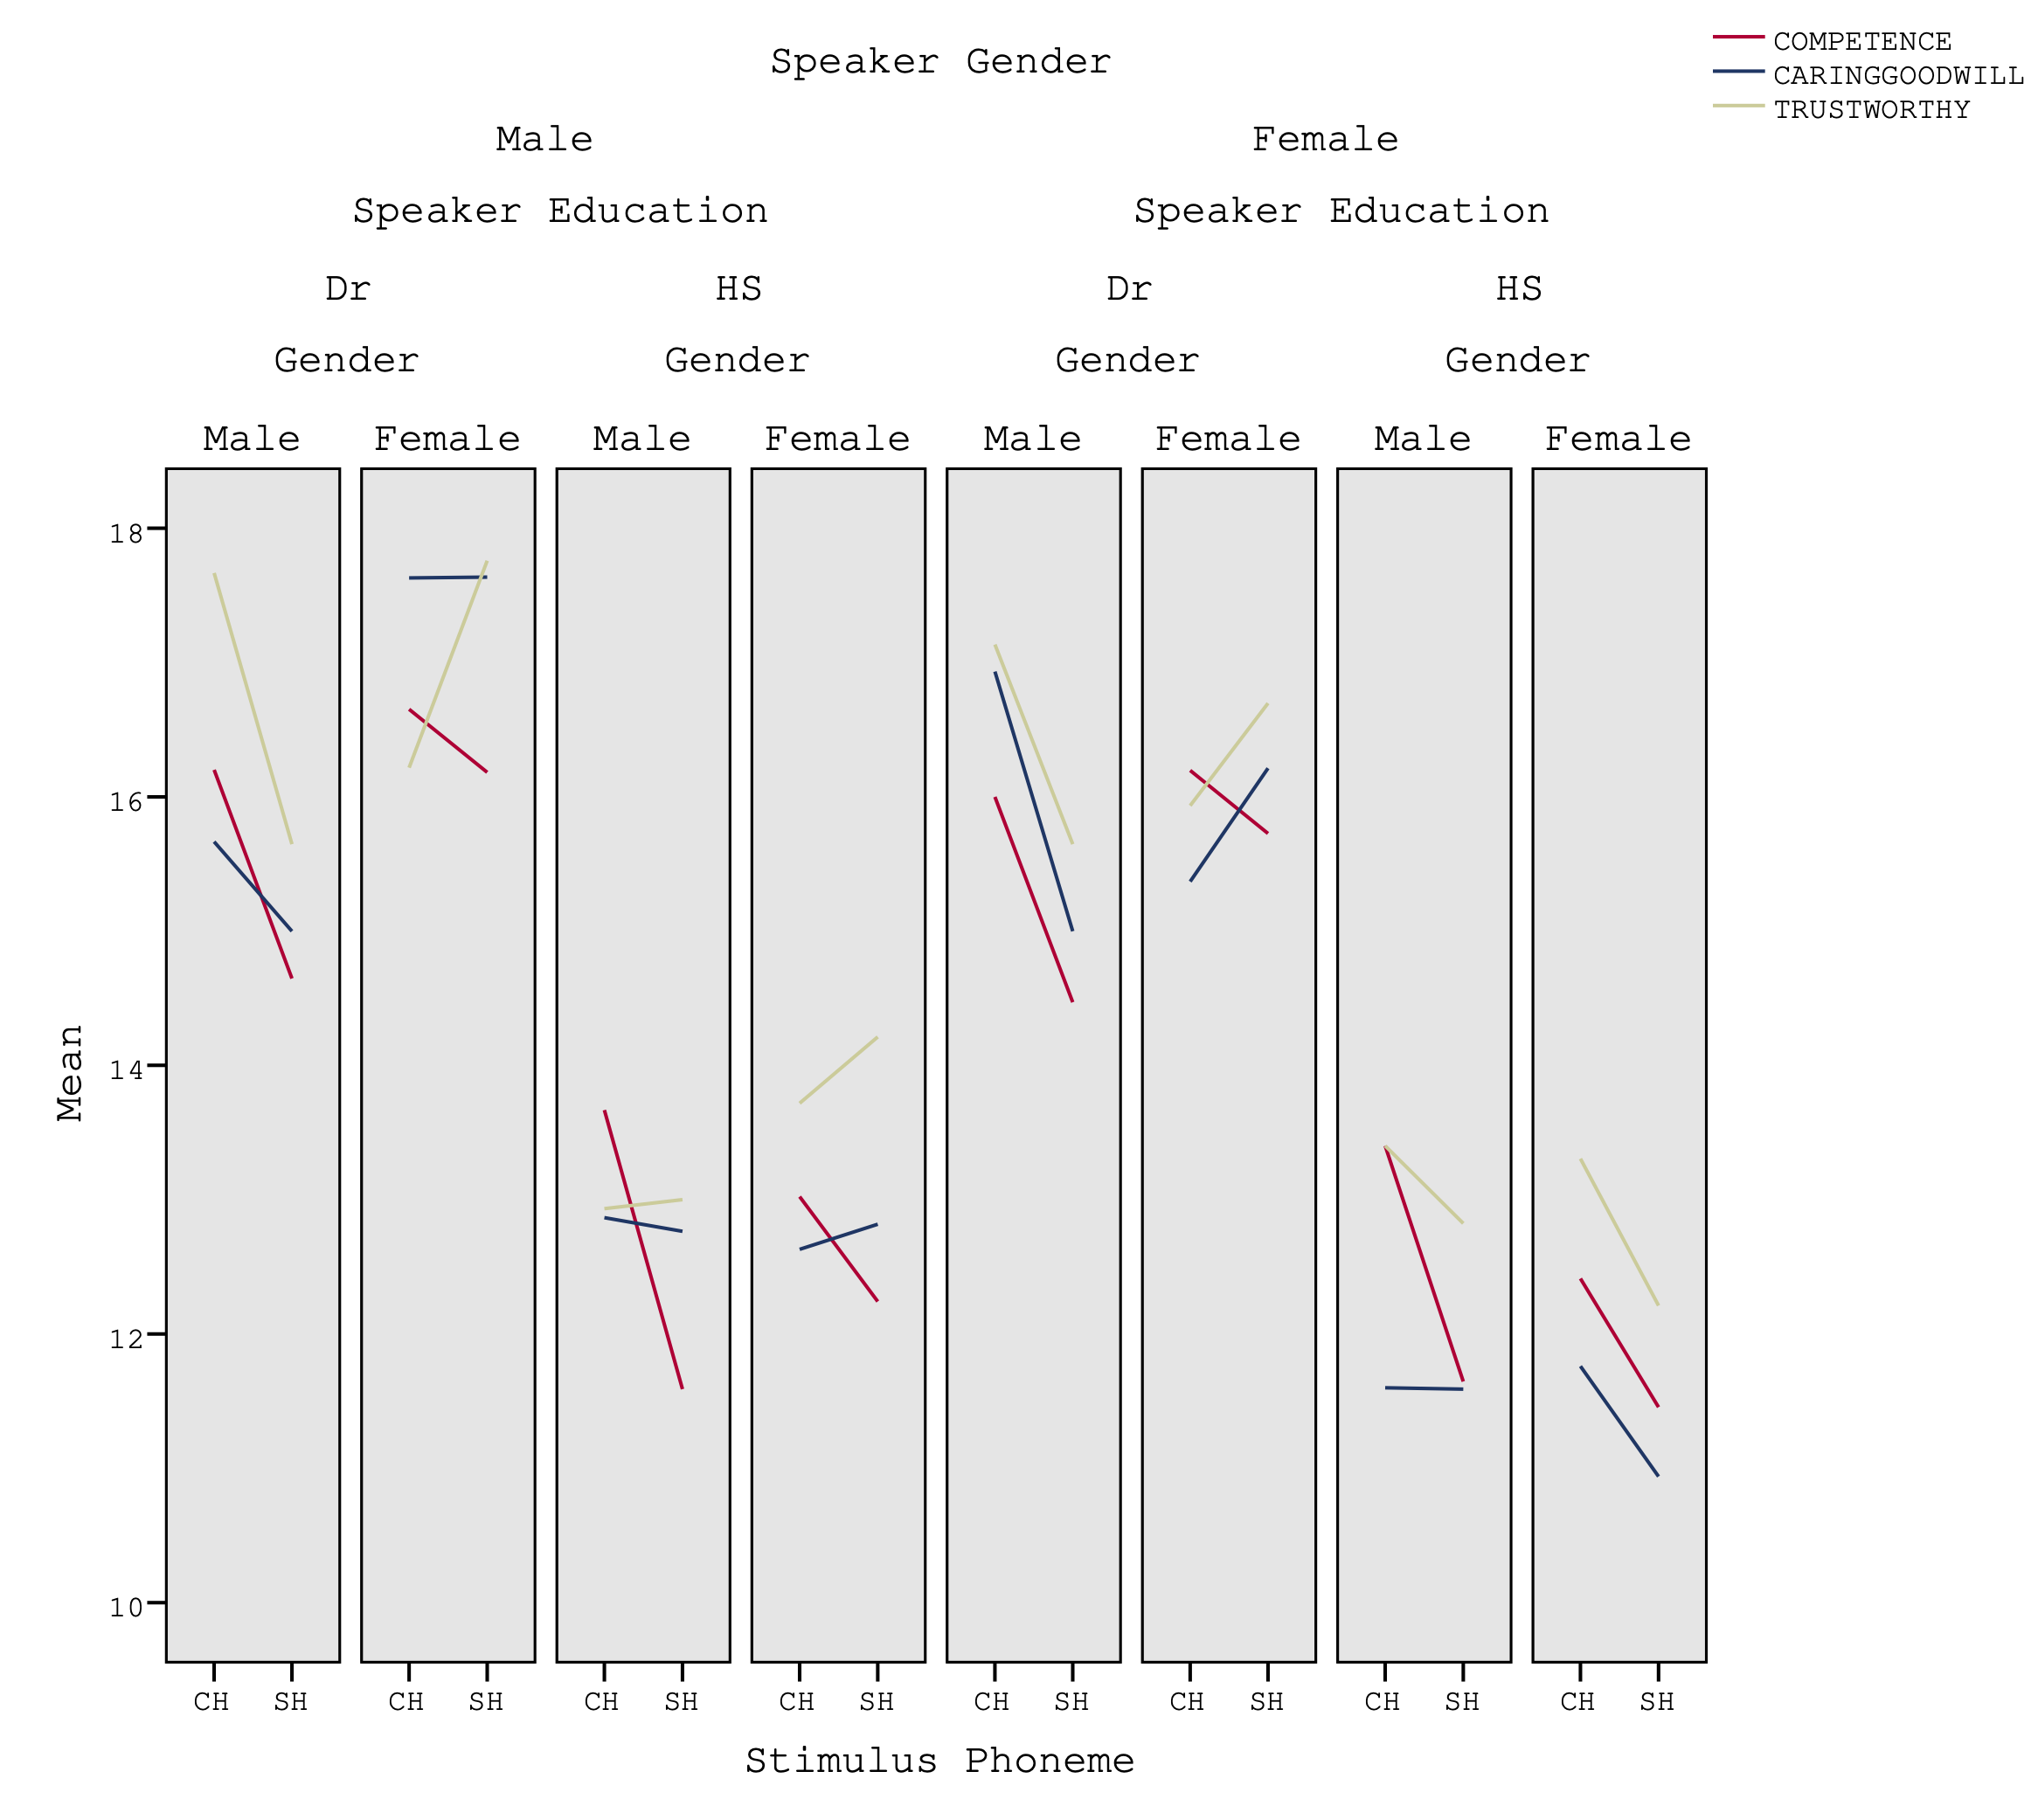 COMPETENCE
CARINGGOODWILL
TRUSTWORTHY
Speaker Gender
Male Female
Speaker Education Speaker Education
Dr HS Dr HS
Gender Gender Gender Gender
Male Female Male Female Male Female Male Female
18
16
14
12
10
Mean
CH SH CH SH CH SH CH SH CH SH CH SH CH SH CH SH
Stimulus Phoneme